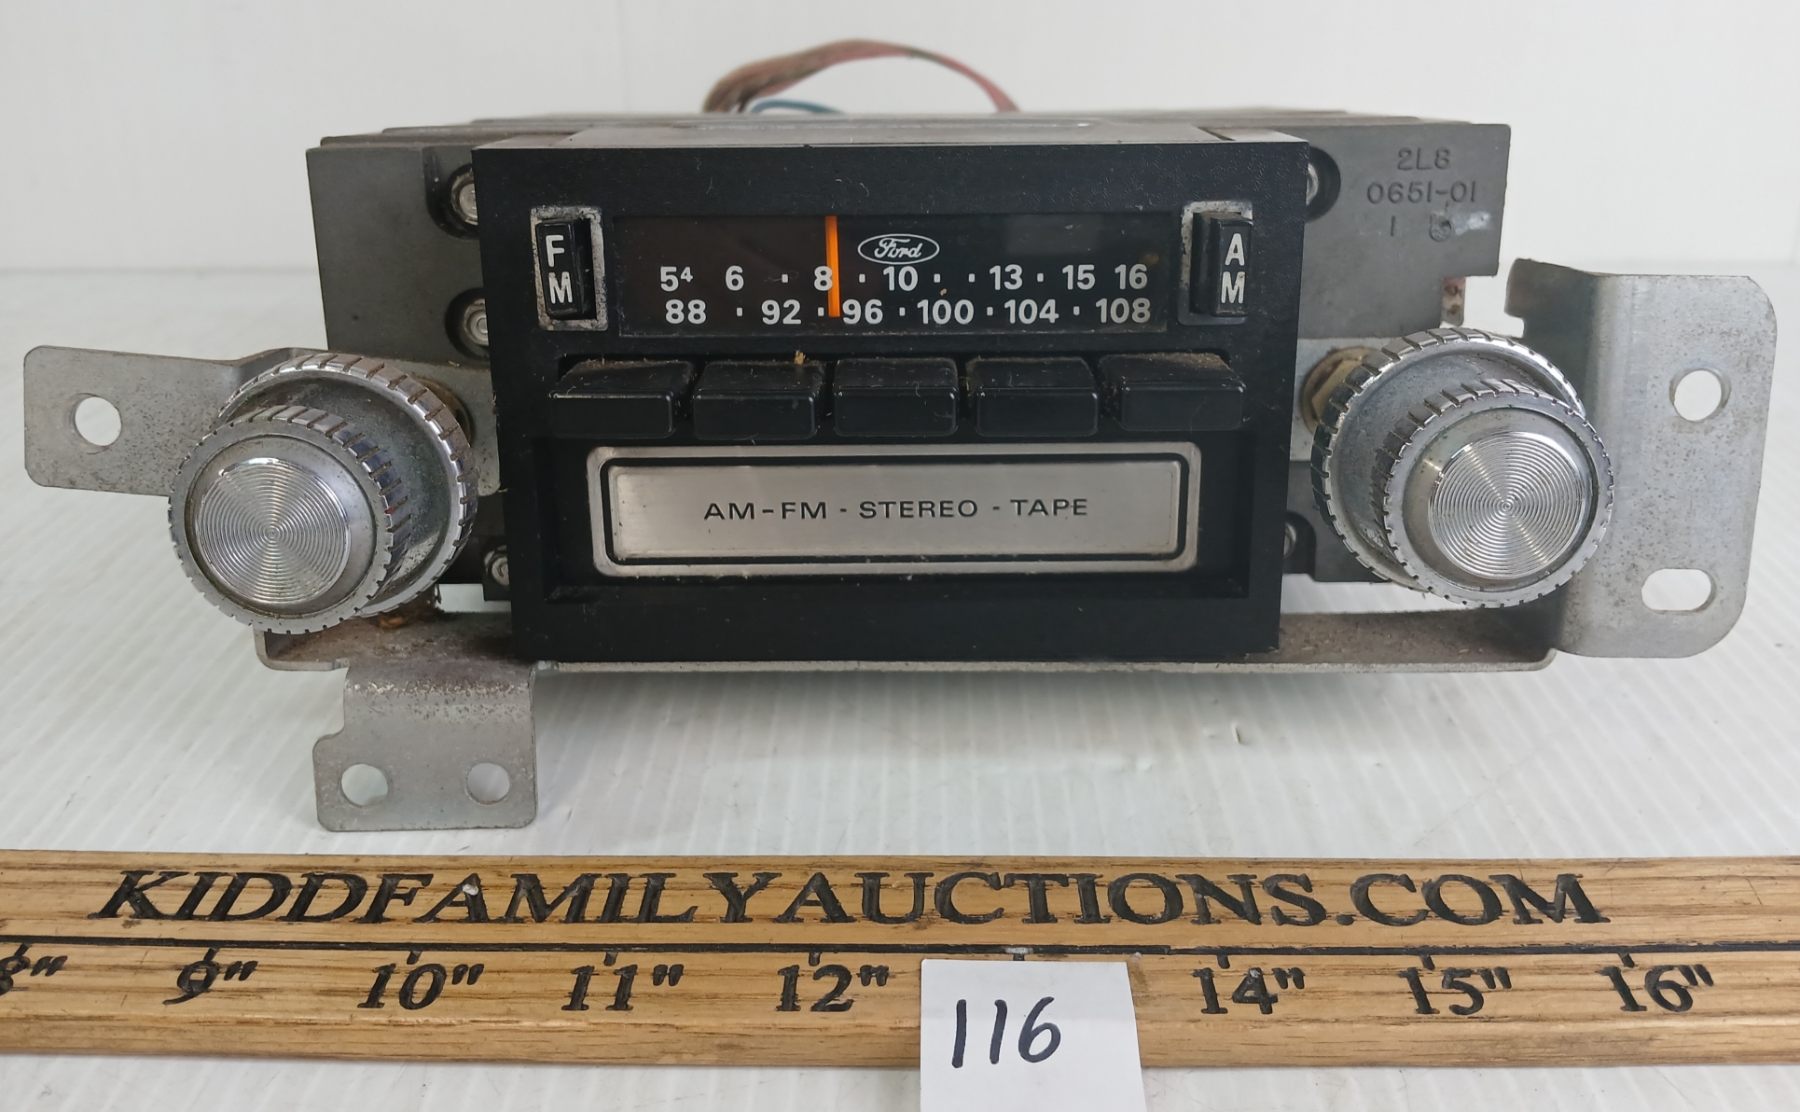 2L8
0651-01
FM
Ford
AM
54 6 · 8 · 10 · · 13 · 15 16
88 · 92 · 96 · 100 · 104 · 108
AM-FM - STEREO - TAPE
KIDDFAMILYAUCTIONS.COM
8" 9" 10" 11" 12" 14" 15" 16"
116